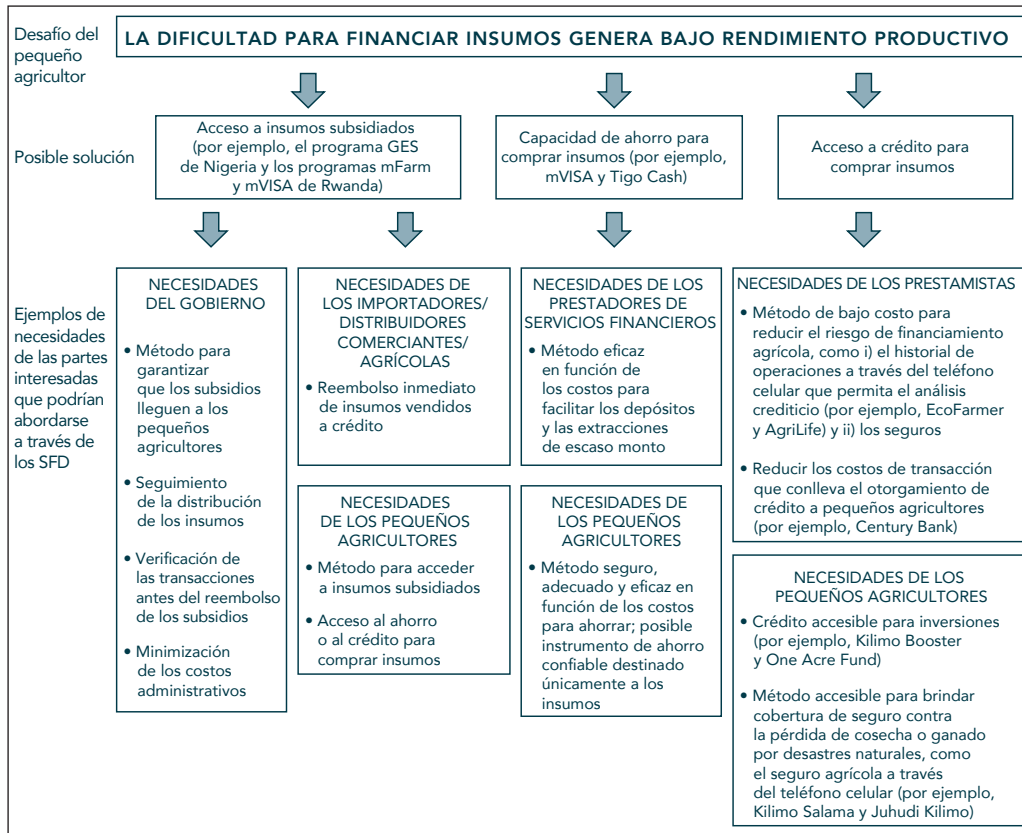 Desafío del
pequeño
agricultor
LA DIFICULTAD PARA FINANCIAR INSUMOS GENERA BAJO RENDIMIENTO PRODUCTIVO
Posible solución
Acceso a insumos subsidiados
(por ejemplo, el programa GES
de Nigeria y los programas mFarm
y mVISA de Rwanda)
Capacidad de ahorro para
comprar insumos (por ejemplo,
mVISA y Tigo Cash)
Acceso a crédito para
comprar insumos
Ejemplos de
necesidades
de las partes
interesadas
que podrían
abordarse
a través de
los SFD
NECESIDADES
DEL GOBIERNO
• Método para
garantizar
que los subsidios
lleguen a los
pequeños
agricultores
• Seguimiento
de la distribución
de los insumos
• Verificación de
las transacciones
antes del reembolso
de los subsidios
• Minimización
de los costos
administrativos
NECESIDADES DE
LOS IMPORTADORES/
DISTRIBUIDORES
COMERCIANTES/
AGRÍCOLAS
• Reembolso inmediato
de insumos vendidos
a crédito
NECESIDADES
DE LOS PEQUEÑOS
AGRICULTORES
• Método para acceder
a insumos subsidiados
• Acceso al ahorro
o al crédito para
comprar insumos
NECESIDADES DE LOS
PRESTADORES DE
SERVICIOS FINANCIEROS
• Método eficaz
en función de
los costos para
facilitar los depósitos
y las extracciones
de escaso monto
NECESIDADES DE
LOS PEQUEÑOS
AGRICULTORES
• Método seguro,
adecuado y eficaz en
función de los costos
para ahorrar; posible
instrumento de ahorro
confiable destinado
únicamente a los
insumos
NECESIDADES DE LOS PRESTAMISTAS
• Método de bajo costo para
reducir el riesgo de financiamiento
agrícola, como i) el historial de
operaciones a través del teléfono
celular que permita el análisis
crediticio (por ejemplo, EcoFarmer
y AgriLife) y ii) los seguros
• Reducir los costos de transacción
que conlleva el otorgamiento de
crédito a pequeños agricultores
(por ejemplo, Century Bank)
NECESIDADES DE LOS
PEQUEÑOS AGRICULTORES
• Crédito accesible para inversiones
(por ejemplo, Kilimo Booster
y One Acre Fund)
• Método accesible para brindar
cobertura de seguro contra
la pérdida de cosecha o ganado
por desastres naturales, como
el seguro agrícola a través
del teléfono celular (por ejemplo,
Kilimo Salama y Juhudi Kilimo)